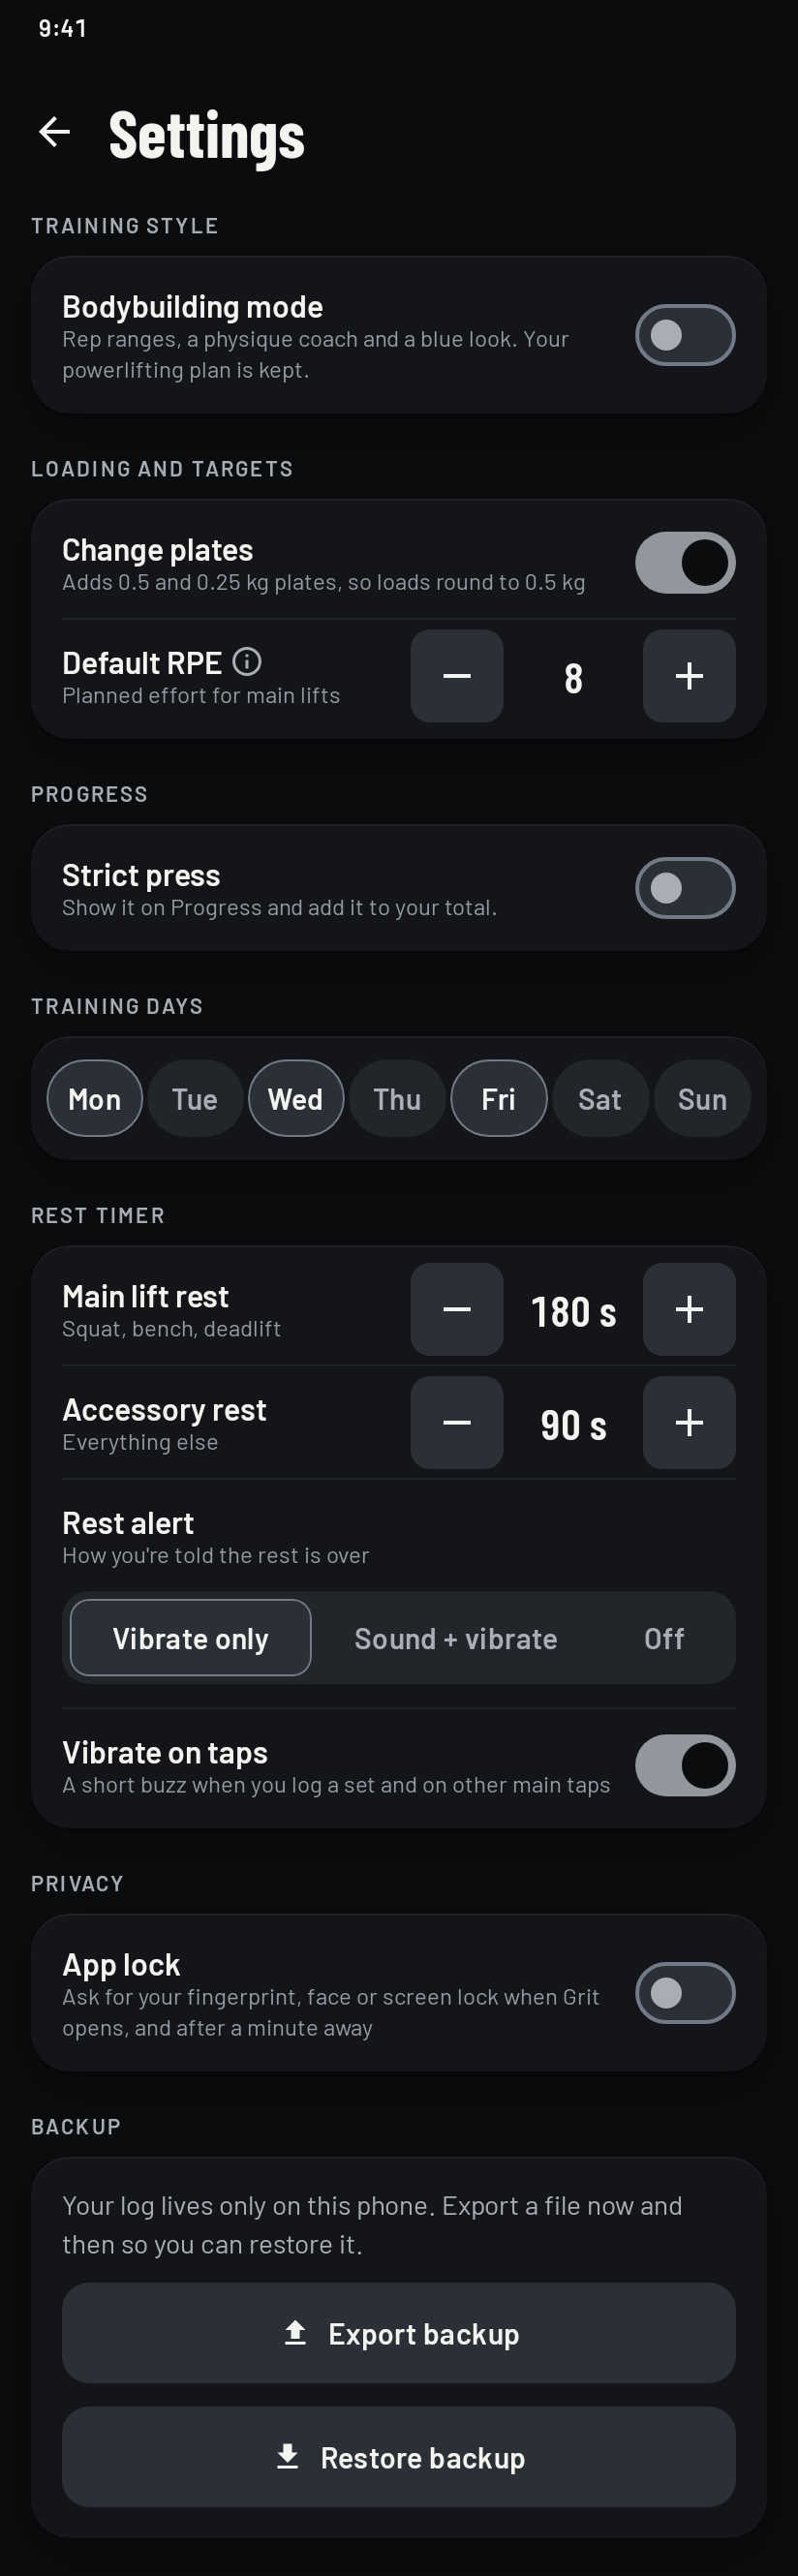 9:41
Settings
TRAINING STYLE
Bodybuilding mode
Rep ranges, a physique coach and a blue look. Your
powerlifting plan is kept.
LOADING AND TARGETS
Change plates
Adds 0.5 and 0.25 kg plates, so loads round to 0.5 kg
Default RPE
Planned effort for main lifts
8
PROGRESS
Strict press
Show it on Progress and add it to your total.
TRAINING DAYS
Mon Tue Wed Thu Fri Sat Sun
REST TIMER
Main lift rest
Squat, bench, deadlift
180 s
Accessory rest
Everything else
90 s
Rest alert
How you're told the rest is over
Vibrate only Sound + vibrate Off
Vibrate on taps
A short buzz when you log a set and on other main taps
PRIVACY
App lock
Ask for your fingerprint, face or screen lock when Grit
opens, and after a minute away
BACKUP
Your log lives only on this phone. Export a file now and
then so you can restore it.
Export backup
Restore backup